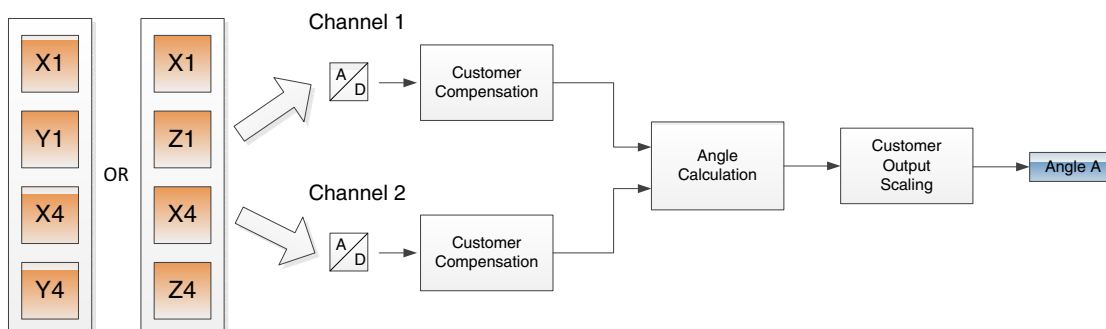 X1
Y1
X4
Y4
OR
X1
Z1
X4
Z4
Channel 1
A
D
Customer
Compensation
Channel 2
A
D
Customer
Compensation
Angle
Calculation
Customer
Output
Scaling
Angle A